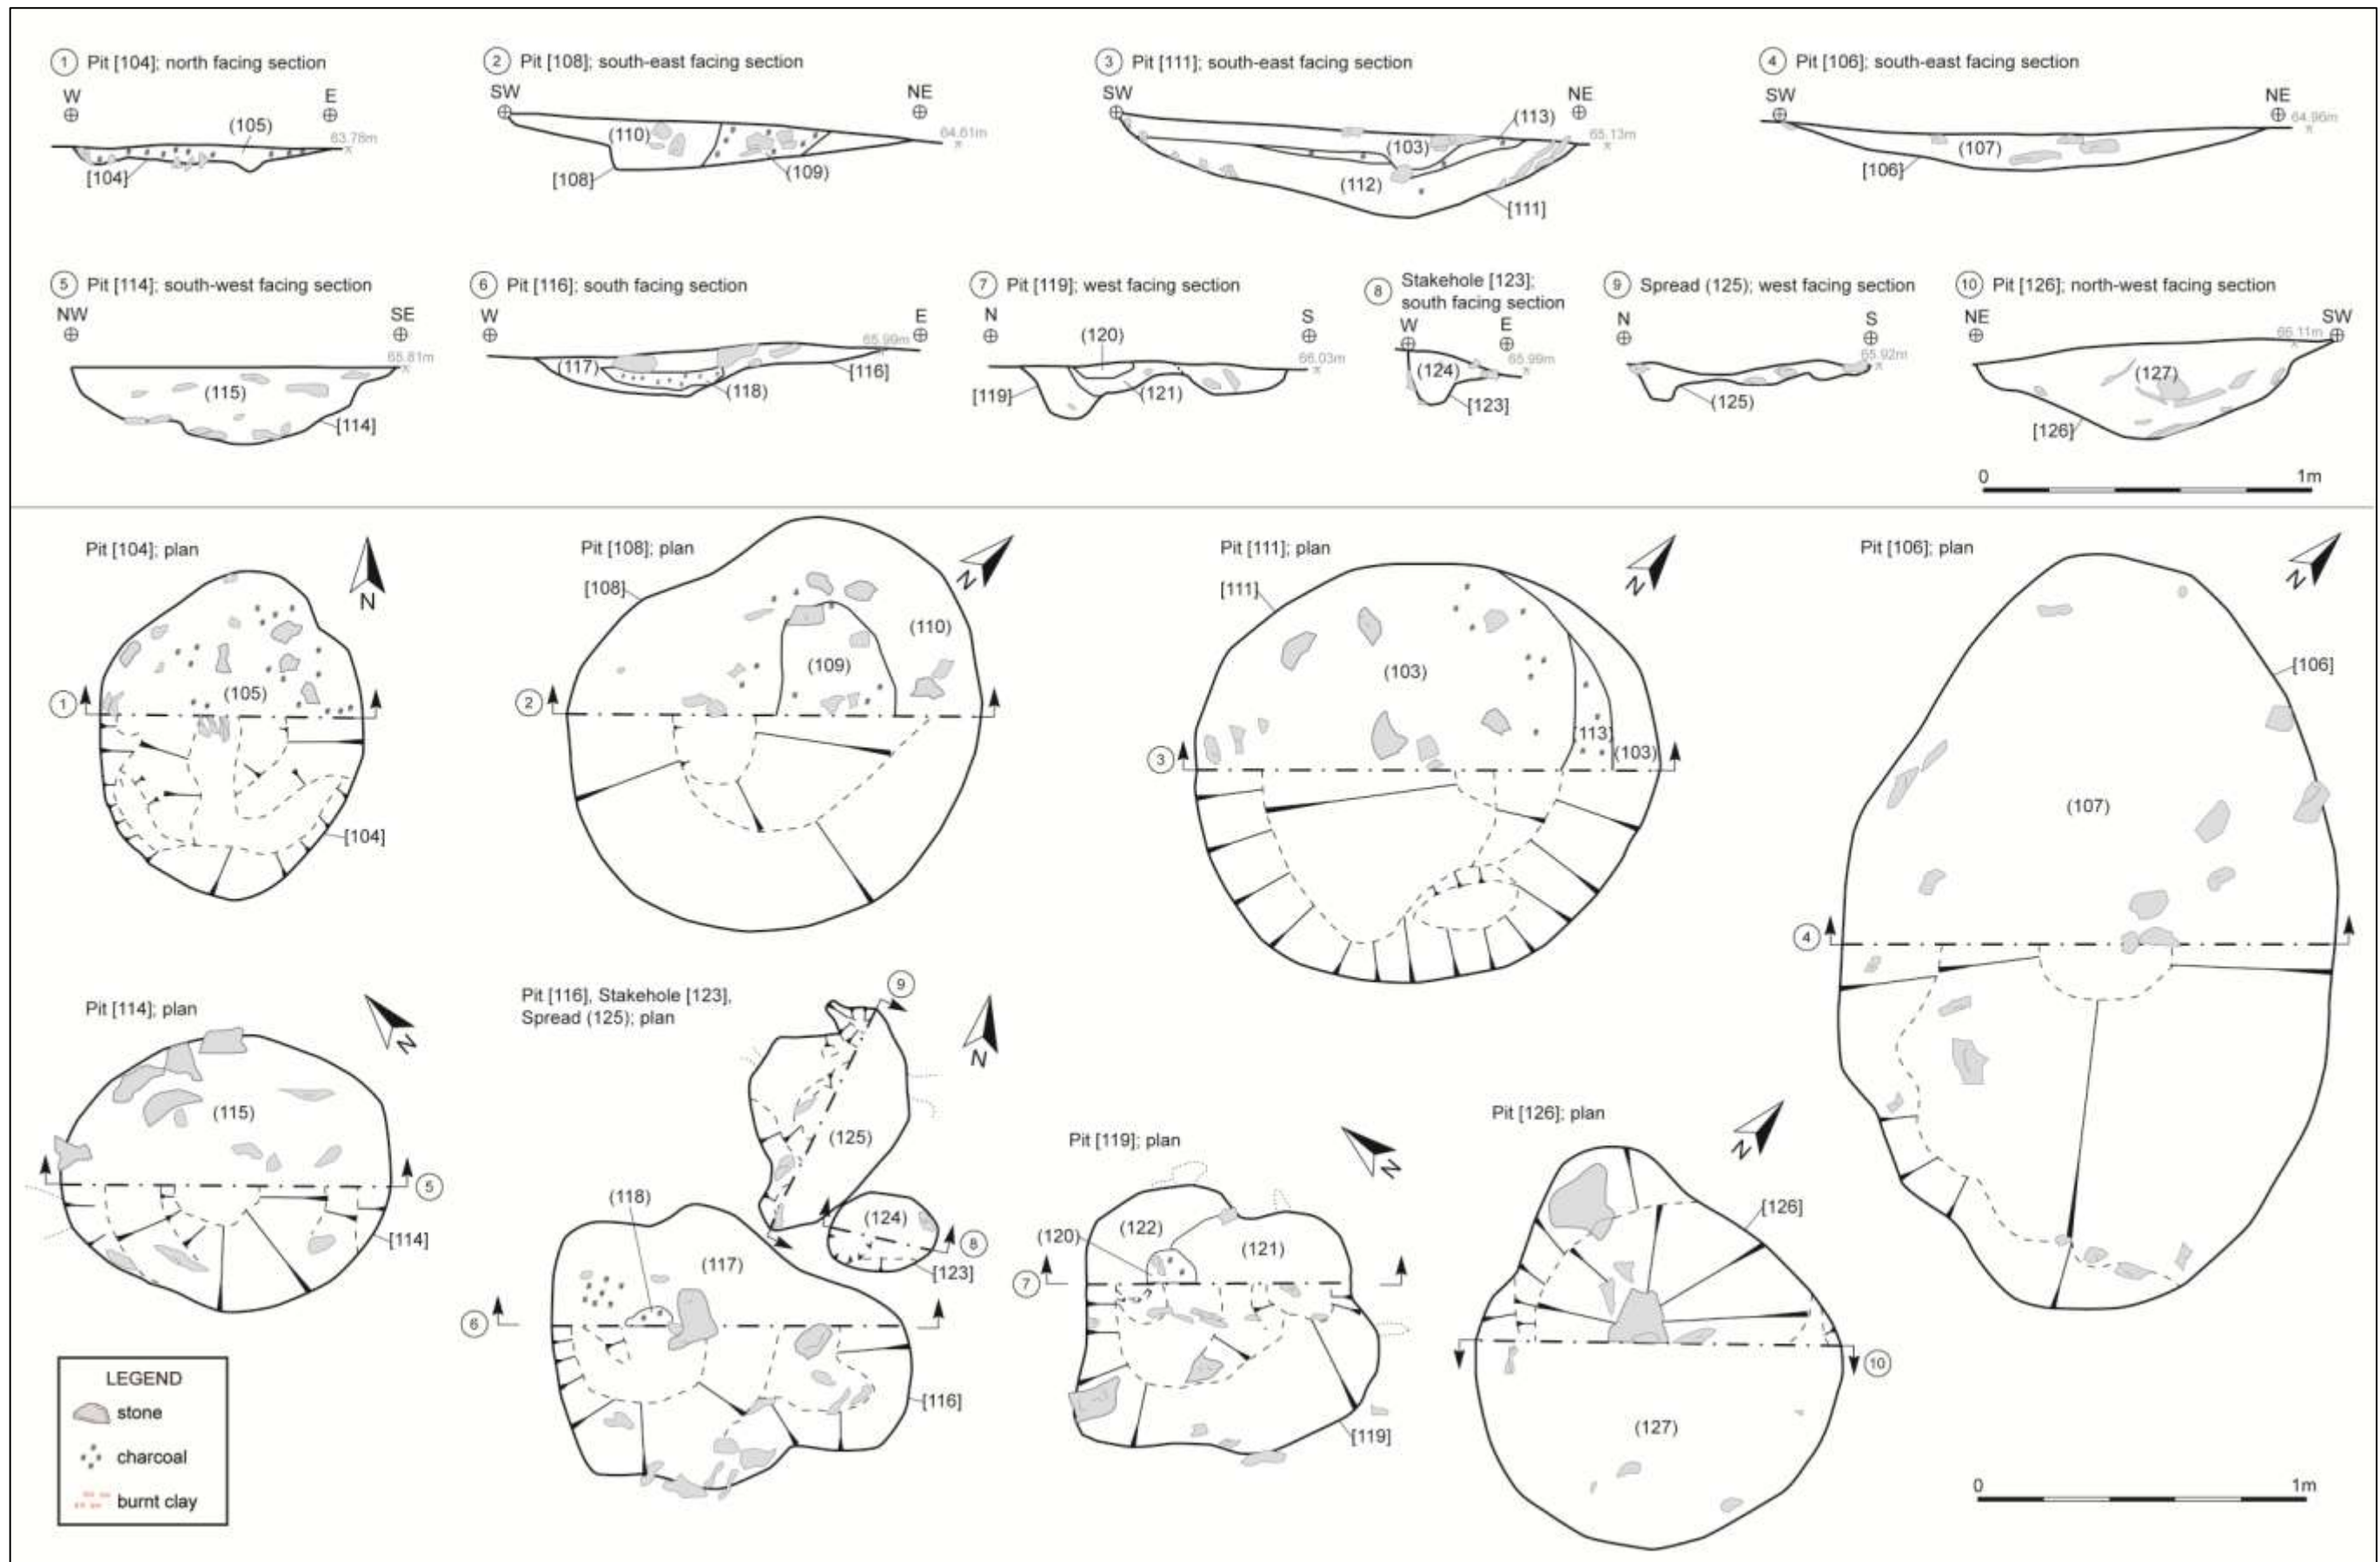 1 Pit [104]; north facing section
W E
(105)
63.78m
[104]
2 Pit [108]; south-east facing section
SW NE
(110)
64.61m
[108]
(109)
3 Pit [111]; south-east facing section
SW NE
(113)
(103)
65.13m
(112)
[111]
4 Pit [106]; south-east facing section
SW NE
64.96m
(107)
[106]
5 Pit [114]; south-west facing section
NW SE
65.81m
(115)
[114]
6 Pit [116]; south facing section
W E
65.99m
(117)
[116]
(118)
7 Pit [119]; west facing section
N S
(120)
66.03m
[119]
(121)
8 Stakehole [123];
south facing section
W E
65.99m
(124)
[123]
9 Spread (125); west facing section
N S
65.92m
(125)
10 Pit [126]; north-west facing section
NE SW
66.11m
(127)
[126]
0 1m
Pit [104]; plan
N
(105)
1
[104]
Pit [108]; plan
N
[108]
(110)
(109)
2
Pit [111]; plan
N
[111]
(103)
(113)
(103)
3
Pit [106]; plan
N
[106]
(107)
4
Pit [114]; plan
N
(115)
5
[114]
Pit [116], Stakehole [123],
Spread (125); plan
9
N
(125)
(118)
(124)
8
(117)
[123]
6
[116]
Pit [119]; plan
N
(122)
(120)
(121)
7
[119]
Pit [126]; plan
N
[126]
10
(127)
0 1m
LEGEND
stone
charcoal
burnt clay